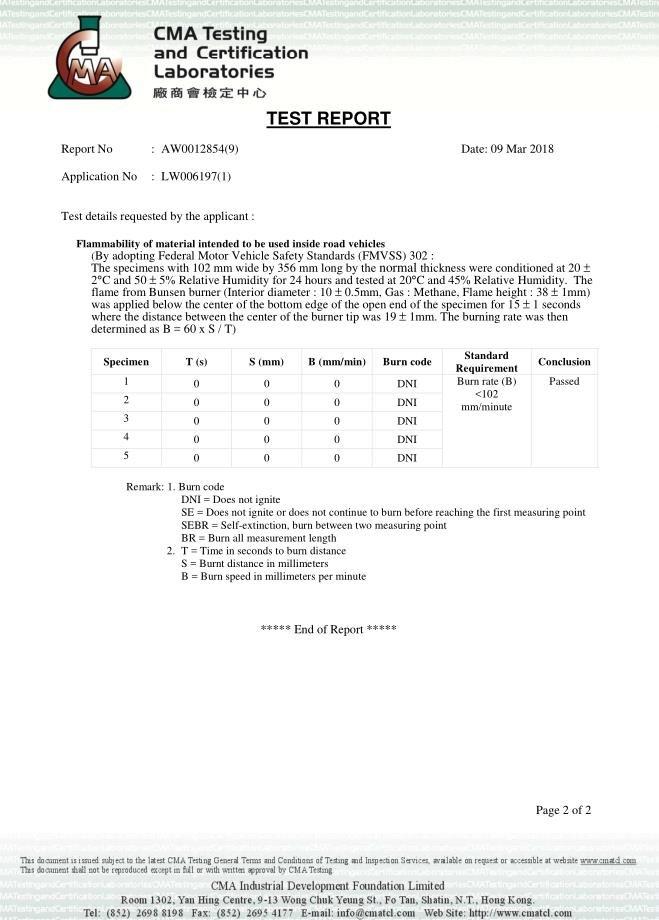 CMA
CMA Testing
and Certification
Laboratories
廠商會檢定中心
TEST REPORT
Report No : AW0012854(9) Date: 09 Mar 2018
Application No : LW006197(1)
Test details requested by the applicant :
Flammability of material intended to be used inside road vehicles
(By adopting Federal Motor Vehicle Safety Standards (FMVSS) 302 :
The specimens with 102 mm wide by 356 mm long by the normal thickness were conditioned at 20 ±
2°C and 50 ± 5% Relative Humidity for 24 hours and tested at 20°C and 45% Relative Humidity. The
flame from Bunsen burner (Interior diameter : 10 ± 0.5mm, Gas : Methane, Flame height : 38 ± 1mm)
was applied below the center of the bottom edge of the open end of the specimen for 15 ± 1 seconds
where the distance between the center of the burner tip was 19 ± 1mm. The burning rate was then
determined as B = 60 x S / T)
Specimen T (s) S (mm) B (mm/min) Burn code Standard Requirement Conclusion
1 0 0 0 DNI Burn rate (B) Passed
<102
2 0 0 0 DNI mm/minute
3 0 0 0 DNI
4 0 0 0 DNI
5 0 0 0 DNI
Remark: 1. Burn code
DNI = Does not ignite
SE = Does not ignite or does not continue to burn before reaching the first measuring point
SEBR = Self-extinction, burn between two measuring point
BR = Burn all measurement length
2. T = Time in seconds to burn distance
S = Burnt distance in millimeters
B = Burn speed in millimeters per minute
***** End of Report *****
Page 2 of 2
This document is issued subject to the latest CMA Testing General Terms and Conditions of Testing and Inspection Services, available on request or accessible at website www.cmatcl.com
This document shall not be reproduced except in full or with written approval by CMA Testing.
CMA Industrial Development Foundation Limited
Room 1302, Yan Hing Centre, 9-13 Wong Chuk Yeung St., Fo Tan, Shatin, N.T., Hong Kong.
Tel: (852) 2698 8198 Fax: (852) 2695 4177 E-mail: info@cmatcl.com Web Site: http://www.cmatcl.com